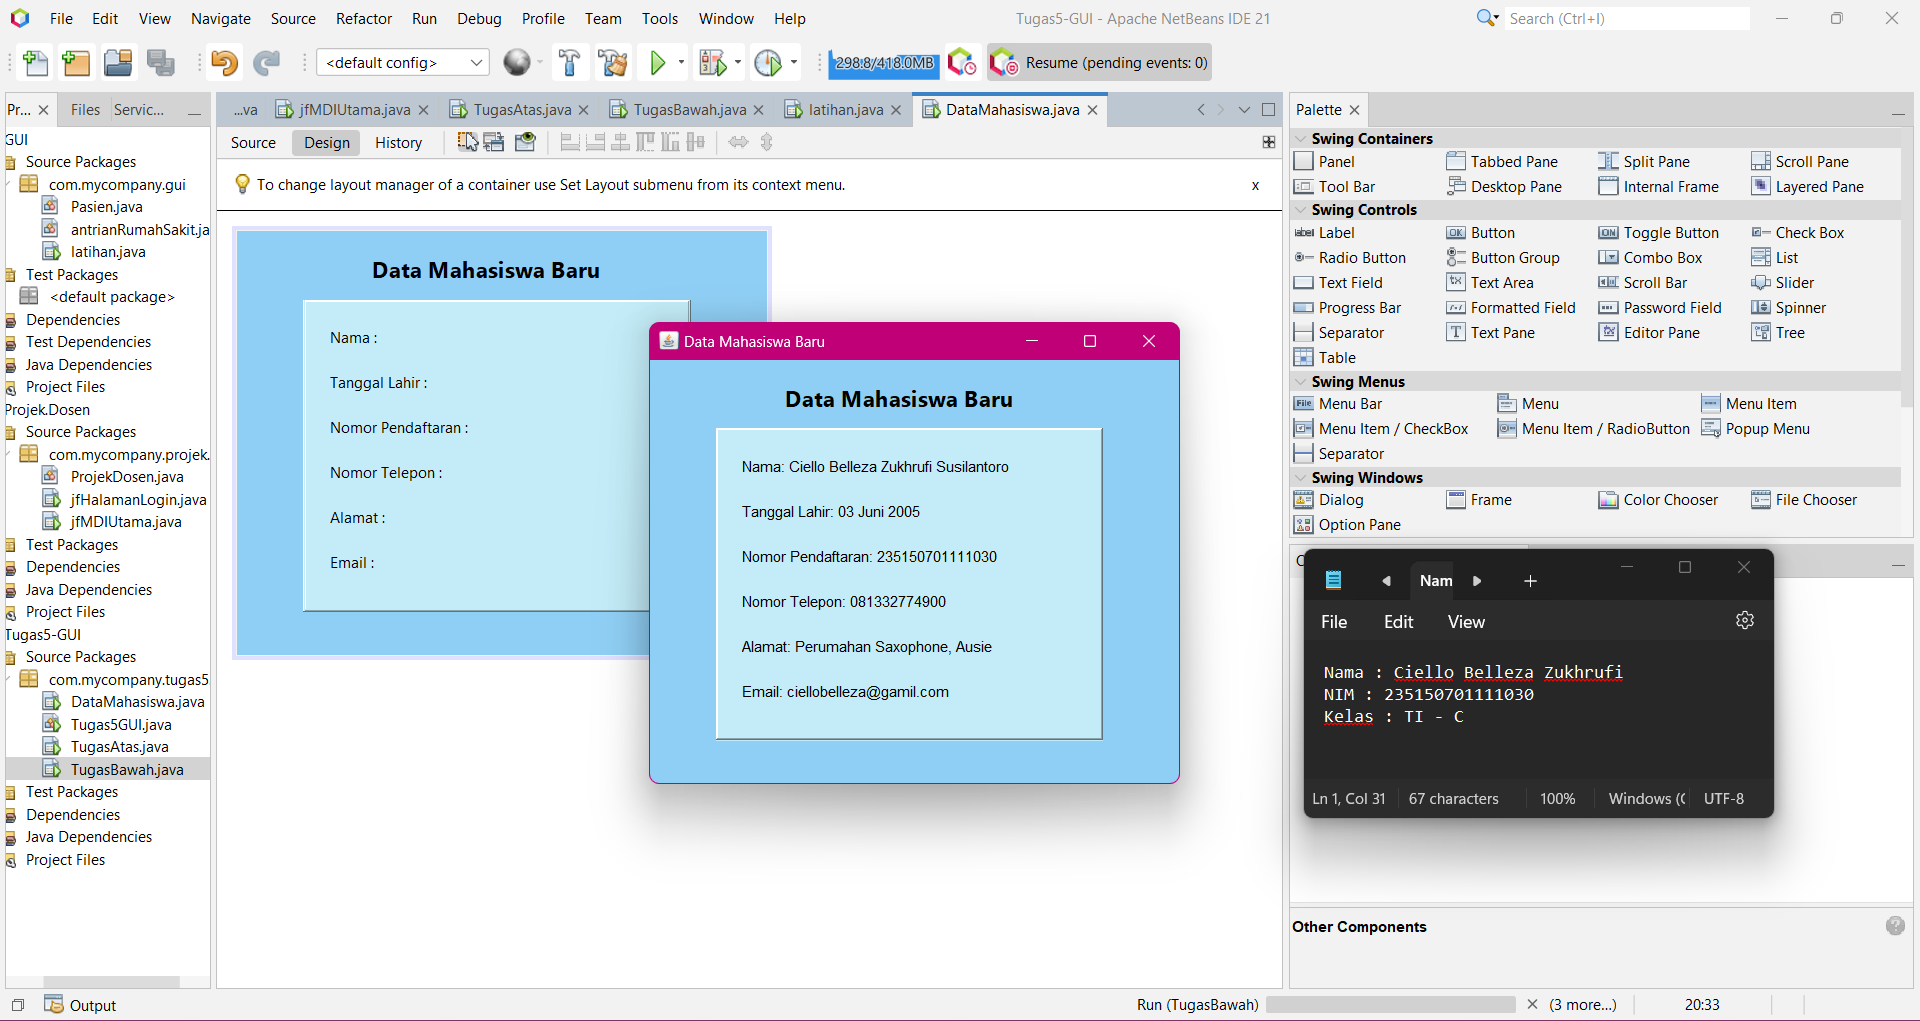 File Edit View Navigate Source Refactor Run Debug Profile Team Tools Window Help
Tugas5-GUI - Apache NetBeans IDE 21
Search (Ctrl+I)
<default config>
298.8/418.0MB
Resume (pending events: 0)
Pr... Files Servic...
...va jfMDIUtama.java TugasAtas.java TugasBawah.java latihan.java DataMahasiswa.java
Source Design History
To change layout manager of a container use Set Layout submenu from its context menu.
x
GUI
Source Packages
com.mycompany.gui
Pasien.java
antrianRumahSakit.ja
latihan.java
Test Packages
<default package>
Dependencies
Test Dependencies
Java Dependencies
Project Files
Projek.Dosen
Source Packages
com.mycompany.projek.
ProjekDosen.java
jfHalamanLogin.java
jfMDIUtama.java
Test Packages
Dependencies
Java Dependencies
Project Files
Tugas5-GUI
Source Packages
com.mycompany.tugas5
DataMahasiswa.java
Tugas5GUI.java
TugasAtas.java
TugasBawah.java
Test Packages
Dependencies
Java Dependencies
Project Files
Data Mahasiswa Baru
Nama :
Tanggal Lahir :
Nomor Pendaftaran :
Nomor Telepon :
Alamat :
Email :
Data Mahasiswa Baru
Data Mahasiswa Baru
Nama: Ciello Belleza Zukhrufi Susilantoro
Tanggal Lahir: 03 Juni 2005
Nomor Pendaftaran: 235150701111030
Nomor Telepon: 081332774900
Alamat: Perumahan Saxophone, Ausie
Email: ciellobelleza@gamil.com
Palette
Swing Containers
Panel Tabbed Pane Split Pane Scroll Pane
Tool Bar Desktop Pane Internal Frame Layered Pane
Swing Controls
Label Button Toggle Button Check Box
Radio Button Button Group Combo Box List
Text Field Text Area Scroll Bar Slider
Progress Bar Formatted Field Password Field Spinner
Separator Text Pane Editor Pane Tree
Table
Swing Menus
Menu Bar Menu Menu Item
Menu Item / CheckBox Menu Item / RadioButton Popup Menu
Separator
Swing Windows
Dialog Frame Color Chooser File Chooser
Option Pane
Nam
File Edit View
Nama : Ciello Belleza Zukhrufi
NIM : 235150701111030
Kelas : TI - C
Ln 1, Col 31 67 characters 100% Windows (C UTF-8
Other Components
Output
Run (TugasBawah)
(3 more...)
20:33